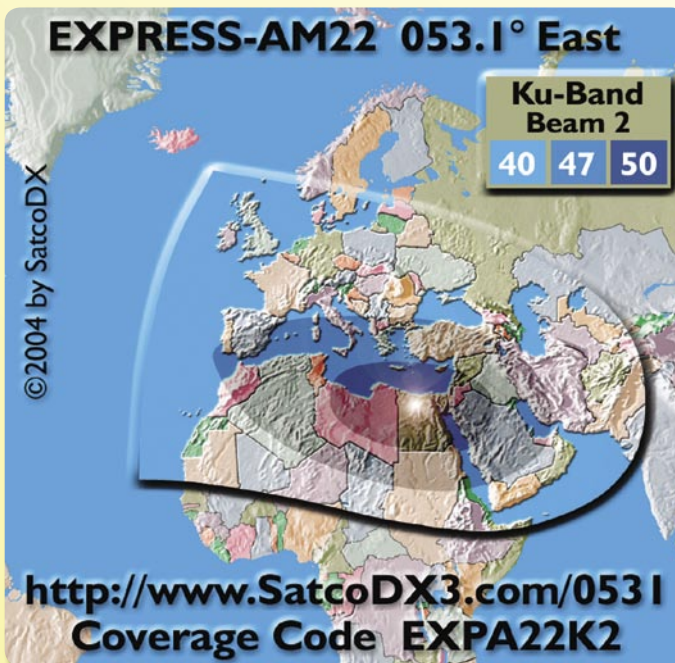 EXPRESS-AM22 053.1° East
Ku-Band
Beam 2
40 47 50
©2004 by SatcoDX
http://www.SatcoDX3.com/0531
Coverage Code EXPA22K2